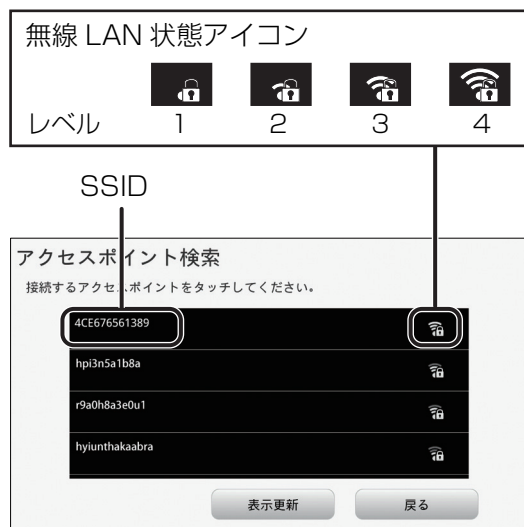 無線 LAN 状態アイコン
レベル 1 2 3 4
SSID
アクセスポイント検索
接続するアクセスポイントをタッチしてください。
4CE676561389
hpi3n5a1b8a
r9a0h8a3e0u1
hyiunthakaabra
表示更新 戻る